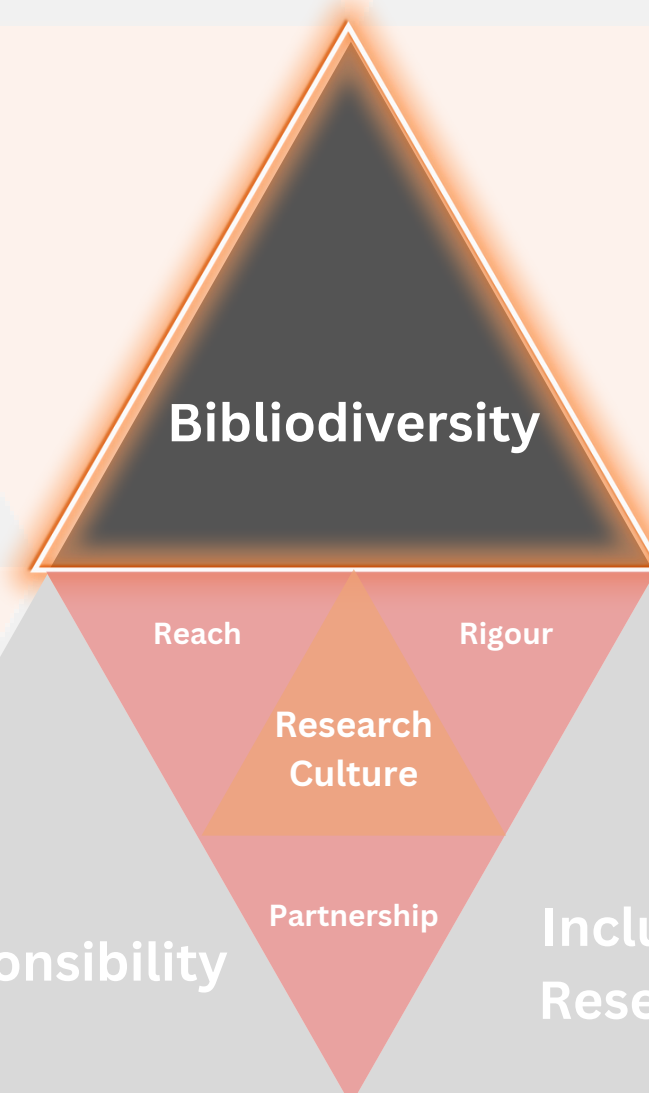 Bibliodiversity
Reach
Rigour
Research
Culture
Partnership
onsibility
Inclu
Rese